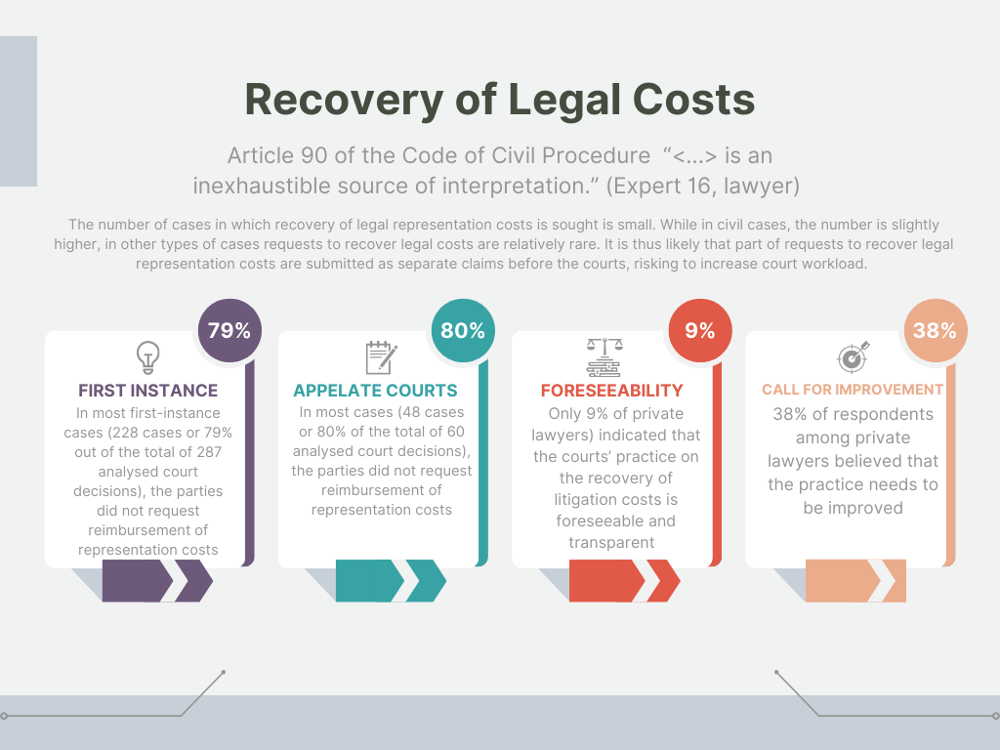 Recovery of Legal Costs
Article 90 of the Code of Civil Procedure “<...> is an
inexhaustible source of interpretation.” (Expert 16, lawyer)
The number of cases in which recovery of legal representation costs is sought is small. While in civil cases, the number is slightly
higher, in other types of cases requests to recover legal costs are relatively rare. It is thus likely that part of requests to recover legal
representation costs are submitted as separate claims before the courts, risking to increase court workload.
79%
FIRST INSTANCE
In most first-instance
cases (228 cases or 79%
out of the total of 287
analysed court
decisions), the parties
did not request
reimbursement of
representation costs
80%
APPELATE COURTS
In most cases (48 cases
or 80% of the total of 60
analysed court decisions),
the parties did not request
reimbursement of
representation costs
9%
FORESEEABILITY
Only 9% of private
lawyers) indicated that
the courts’ practice on
the recovery of
litigation costs is
foreseeable and
transparent
38%
CALL FOR IMPROVEMENT
38% of respondents
among private
lawyers believed that
the practice needs to
be improved